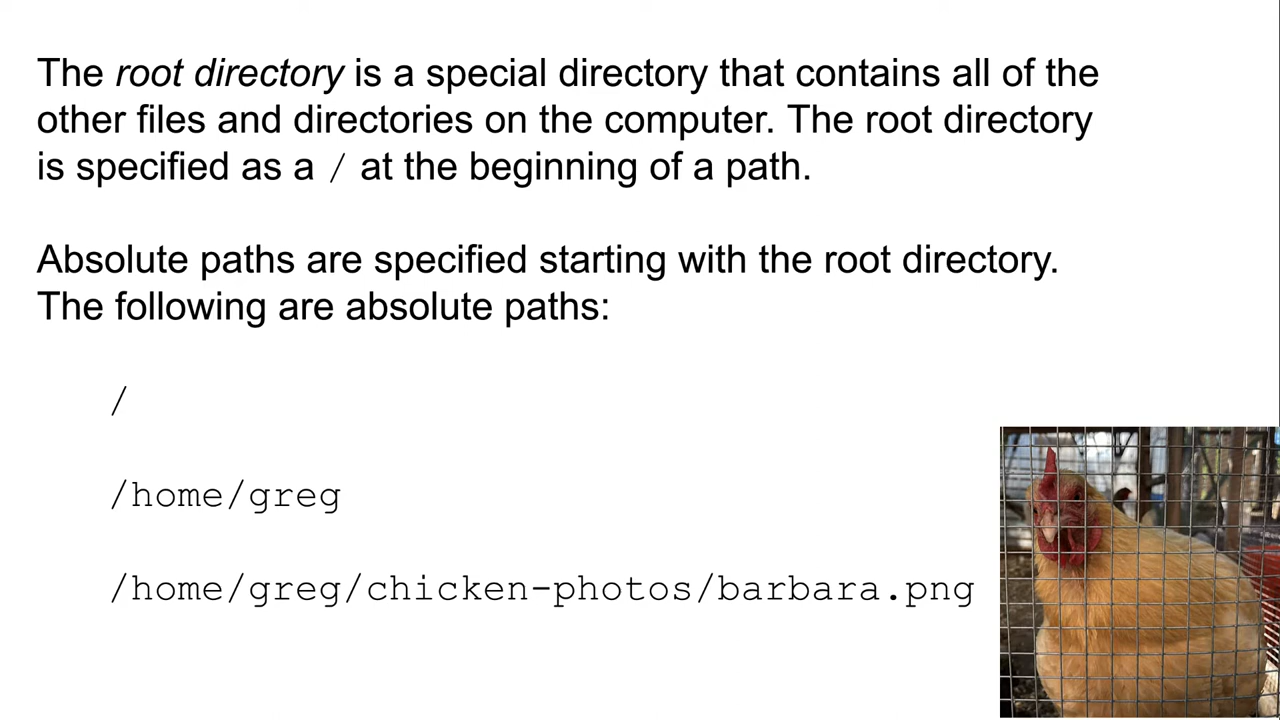 The root directory is a special directory that contains all of the
other files and directories on the computer. The root directory
is specified as a / at the beginning of a path.
Absolute paths are specified starting with the root directory.
The following are absolute paths:
/
/home/greg
/home/greg/chicken-photos/barbara.png